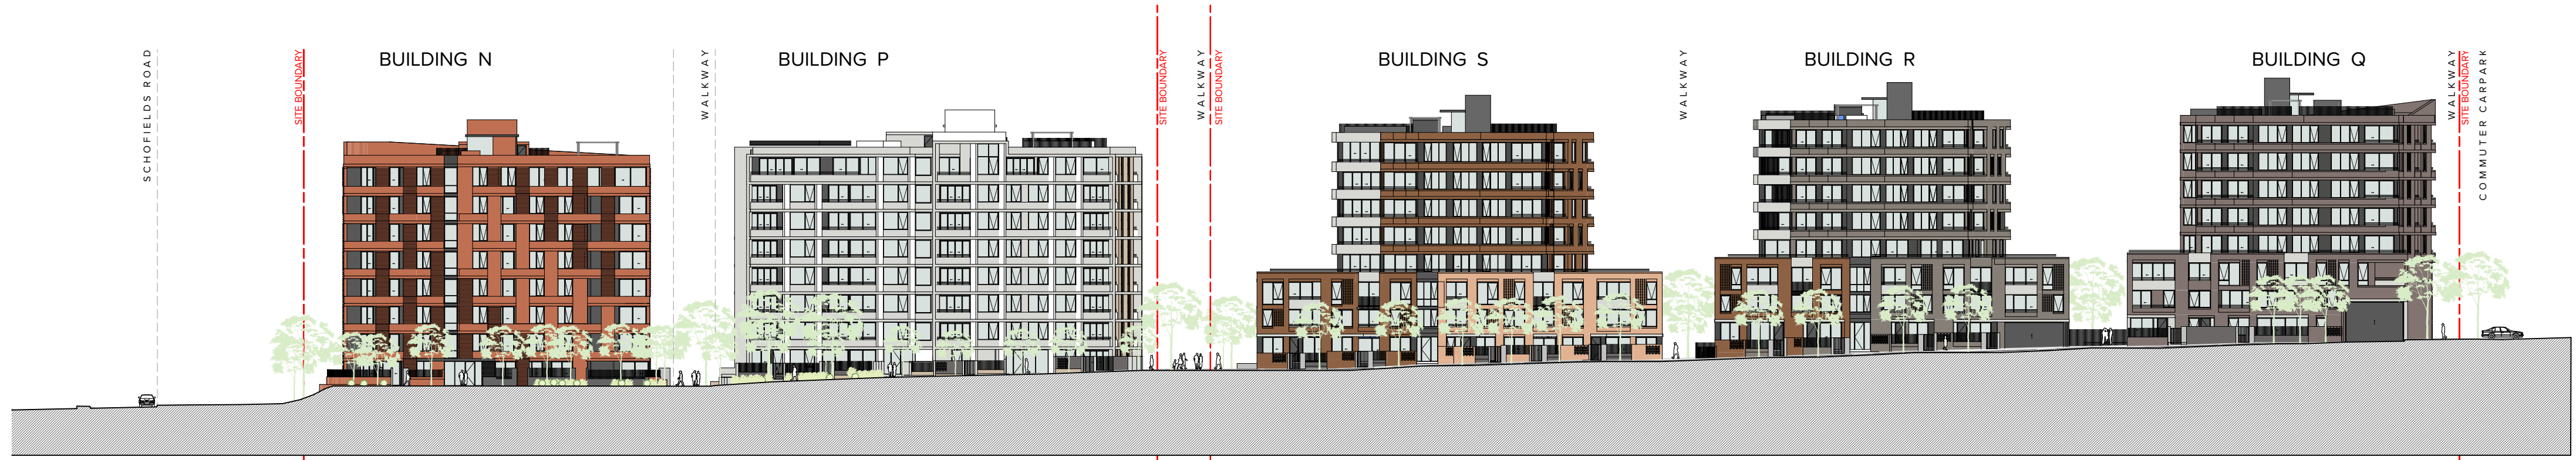 SCHOFIELDS ROAD
SITE BOUNDARY
BUILDING N
WALKWAY
BUILDING P
SITE BOUNDARY
WALKWAY
SITE BOUNDARY
BUILDING S
WALKWAY
BUILDING R
BUILDING Q
WALKWAY
SITE BOUNDARY
COMMUTER CARPARK